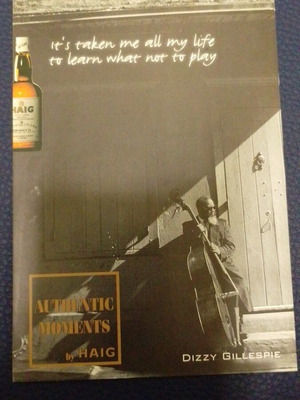 It's taken me all my life
to learn what not to play
HAIG
AUTHENTIC
MOMENTS
by HAIG
DIZZY GILLESPIE